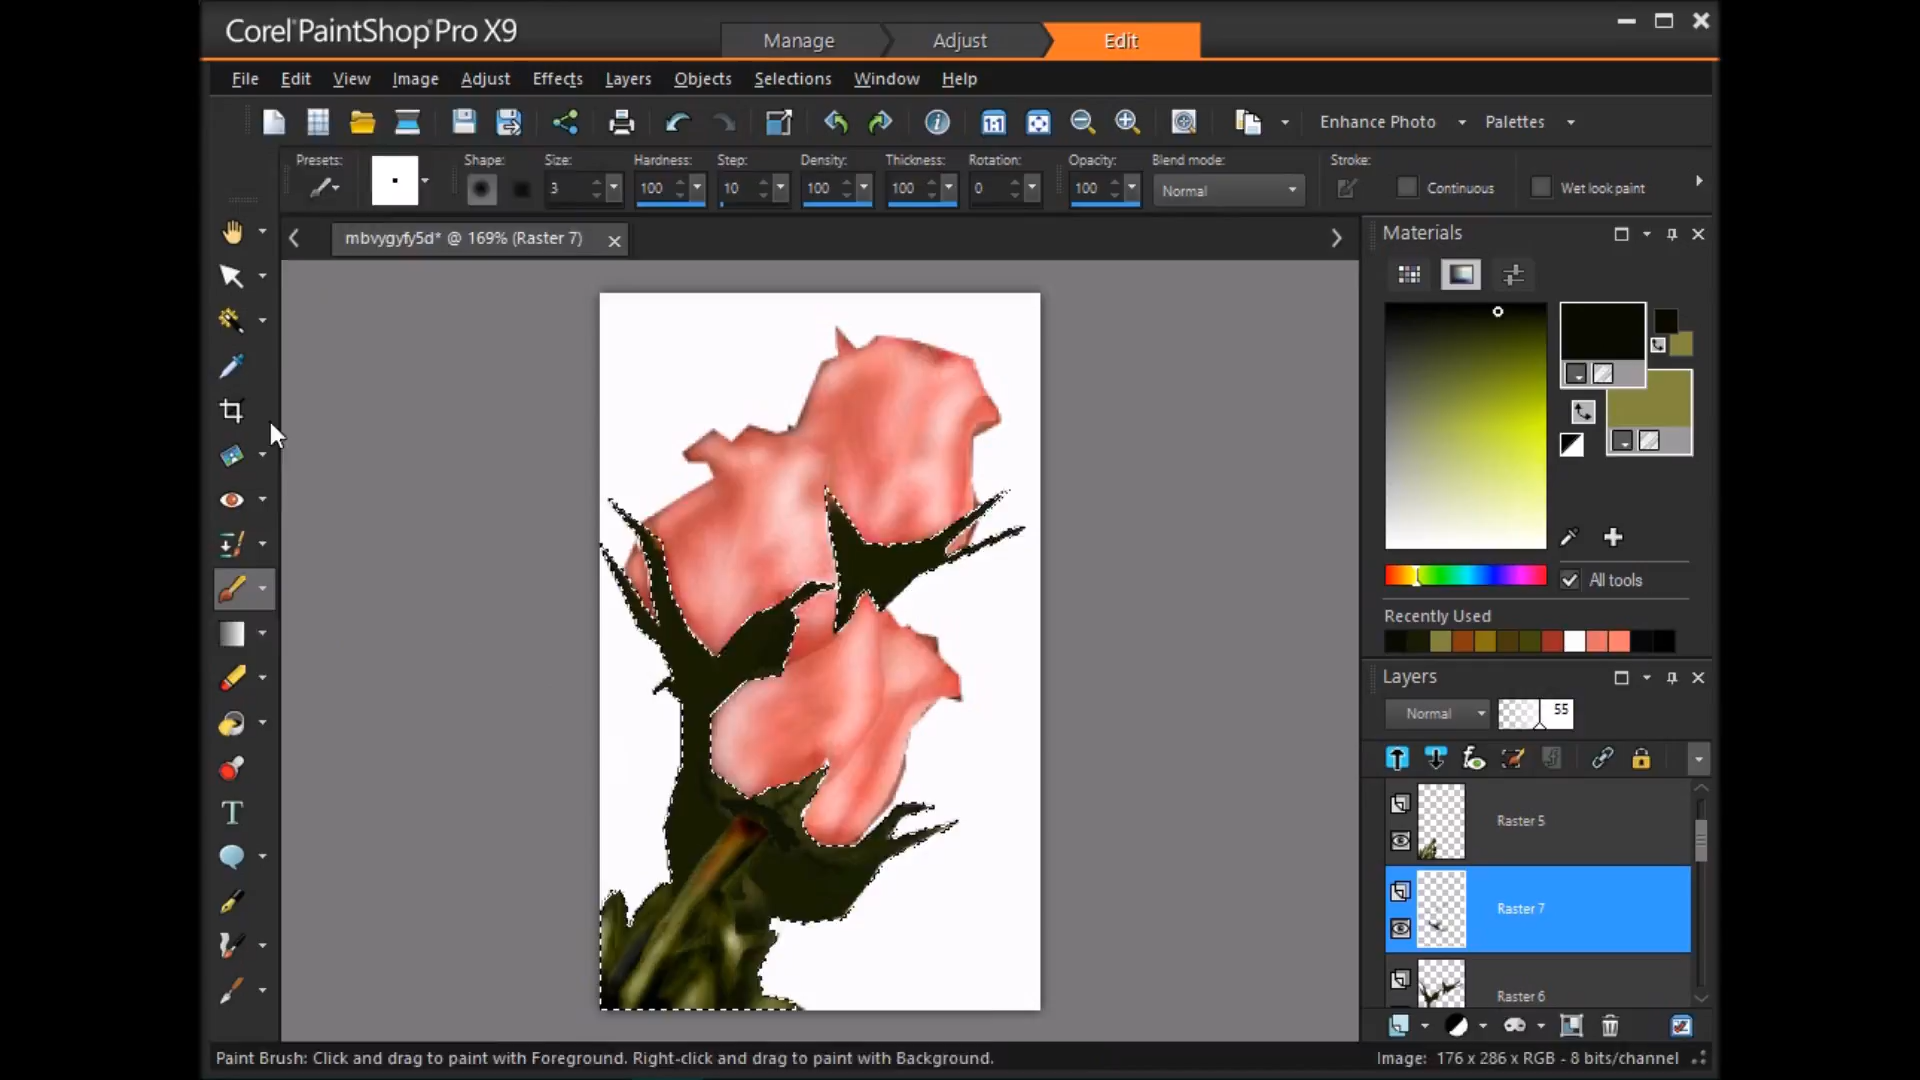 Corel PaintShop Pro X9
Manage
Adjust
Edit
File Edit View Image Adjust Effects Layers Objects Selections Window Help
Enhance Photo
Palettes
Presets:
Shape:
Size:
Hardness:
Step:
Density:
Thickness:
Rotation:
Opacity:
Blend mode:
Stroke:
3
100
10
100
100
0
100
Normal
Continuous
Wet look paint
mbvygyfy5d* @ 169% (Raster 7)
Materials
All tools
Recently Used
Layers
Normal
55
Raster 5
Raster 7
Raster 6
Paint Brush: Click and drag to paint with Foreground. Right-click and drag to paint with Background.
Image: 176 x 286 x RGB - 8 bits/channel